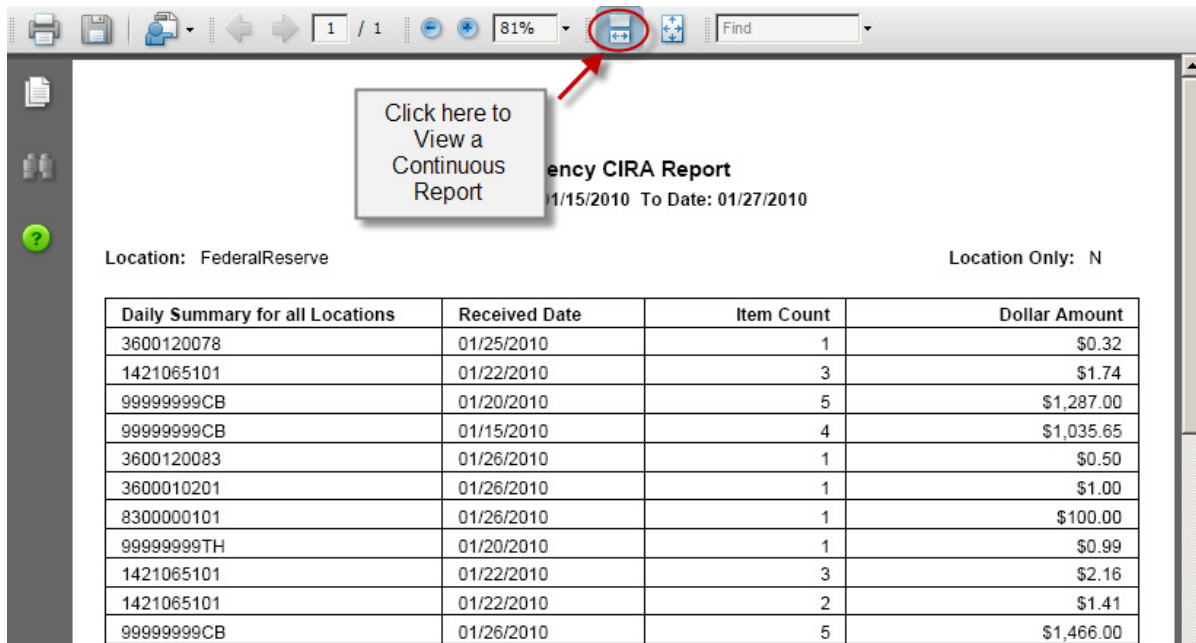 1 / 1 81% Find
Click here to
View a
Continuous
Report
ency CIRA Report
1/15/2010 To Date: 01/27/2010
?
Location: FederalReserve Location Only: N
Daily Summary for all Locations Received Date Item Count Dollar Amount
3600120078 01/25/2010 1 $0.32
1421065101 01/22/2010 3 $1.74
99999999CB 01/20/2010 5 $1,287.00
99999999CB 01/15/2010 4 $1,035.65
3600120083 01/26/2010 1 $0.50
3600010201 01/26/2010 1 $1.00
8300000101 01/26/2010 1 $100.00
99999999TH 01/20/2010 1 $0.99
1421065101 01/22/2010 3 $2.16
1421065101 01/22/2010 2 $1.41
99999999CB 01/26/2010 5 $1,466.00